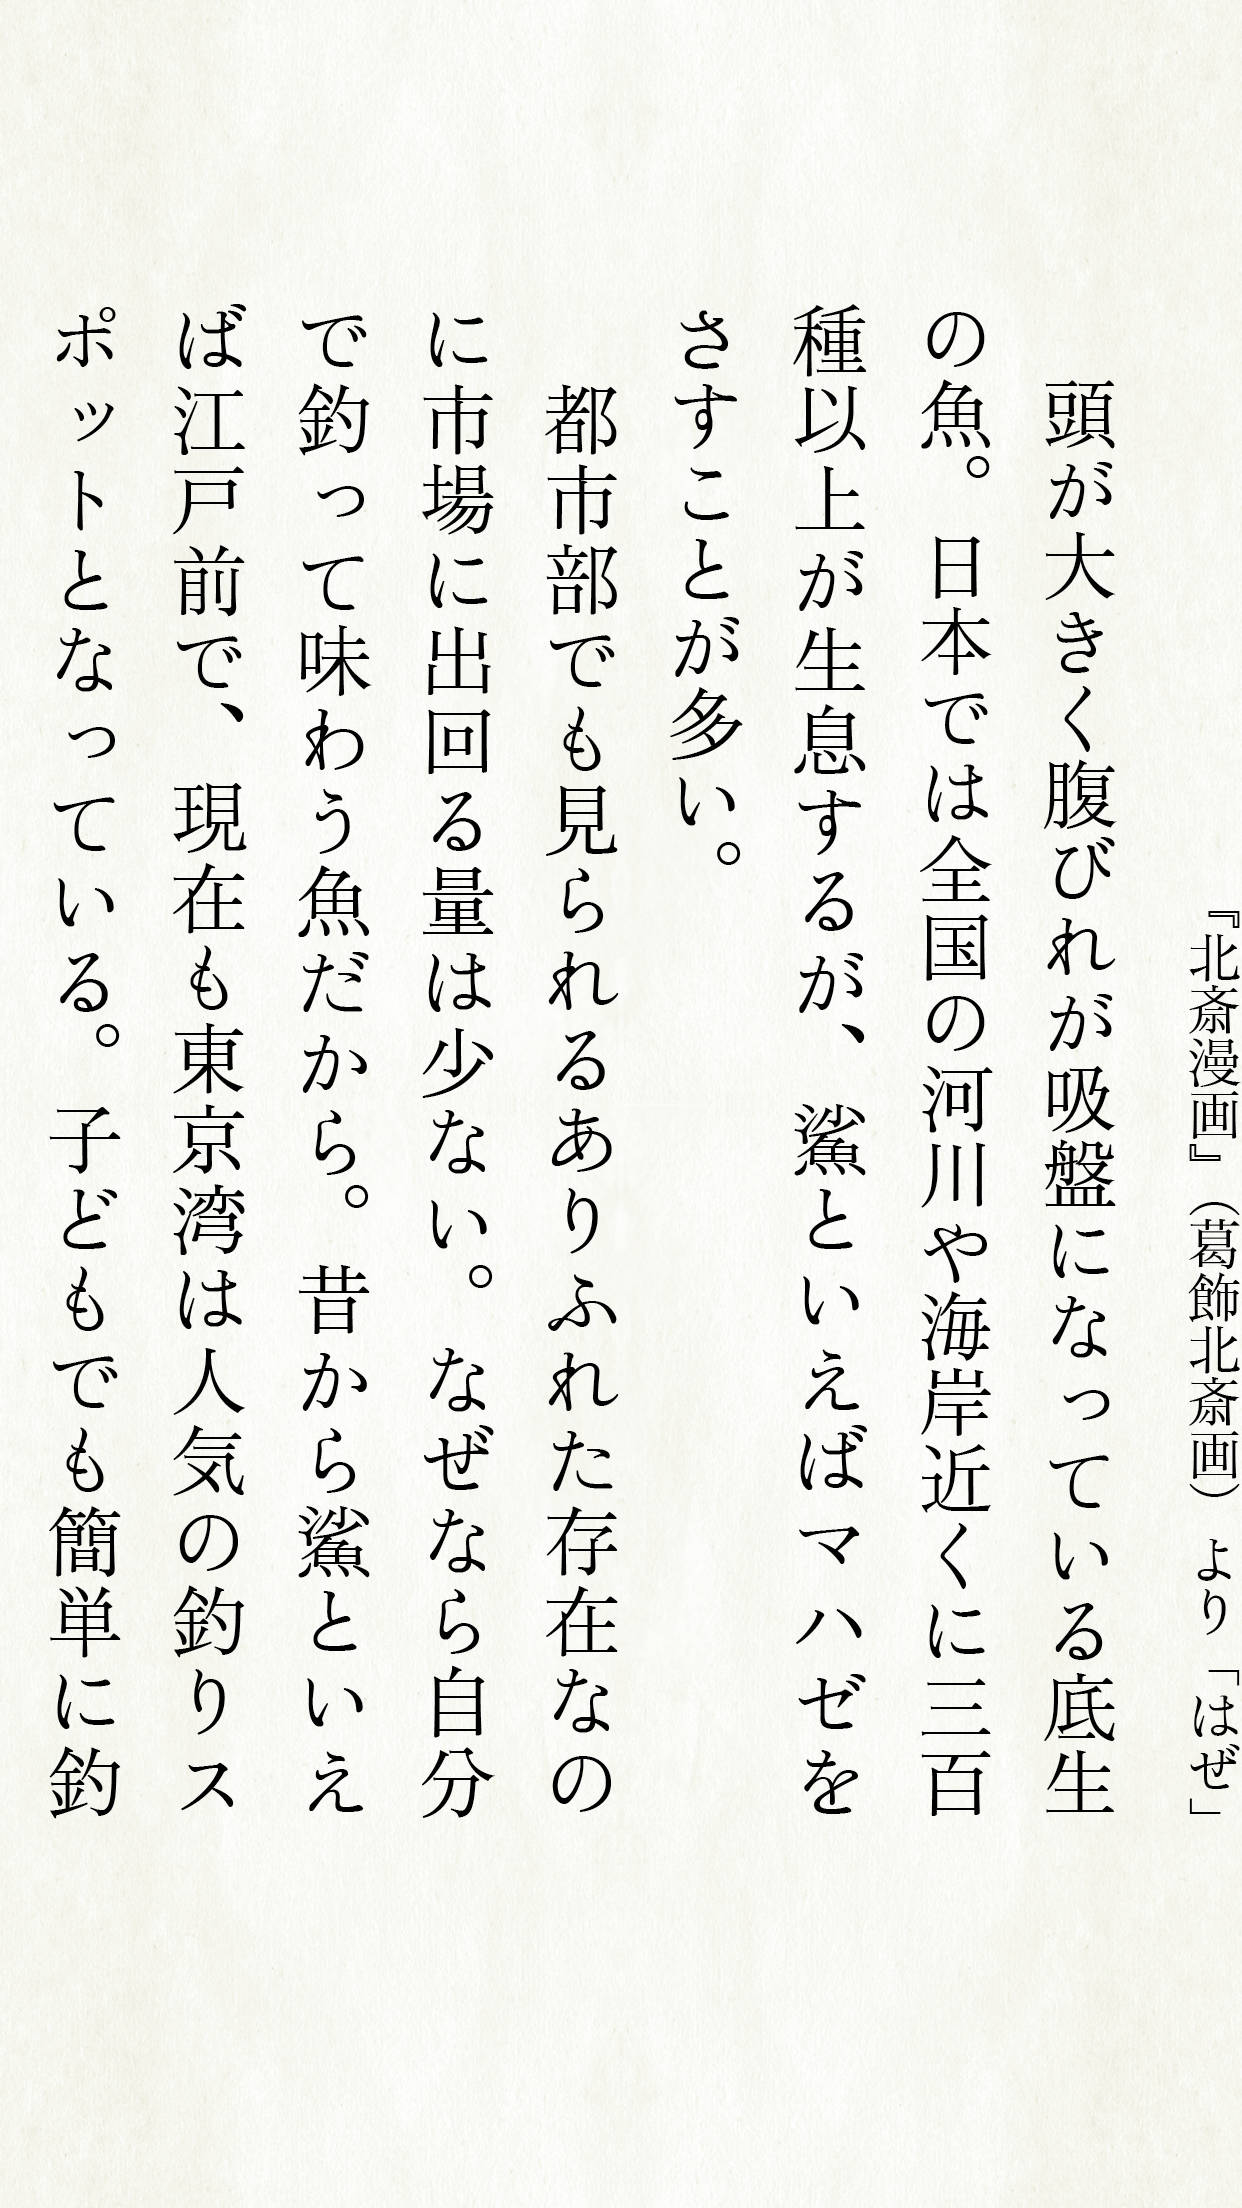 『北斎漫画』（葛飾北斎画）より「はぜ」
頭が大きく腹びれが吸盤になっている底生
の魚。日本では全国の河川や海岸近くに三百
種以上が生息するが、鯊といえばマハゼを
さすことが多い。
都市部でも見られるありふれた存在なの
に市場に出回る量は少ない。なぜなら自分
で釣って味わう魚だから。昔から鯊といえ
ば江戸前で、現在も東京湾は人気の釣りス
ポットとなっている。子どもでも簡単に釣